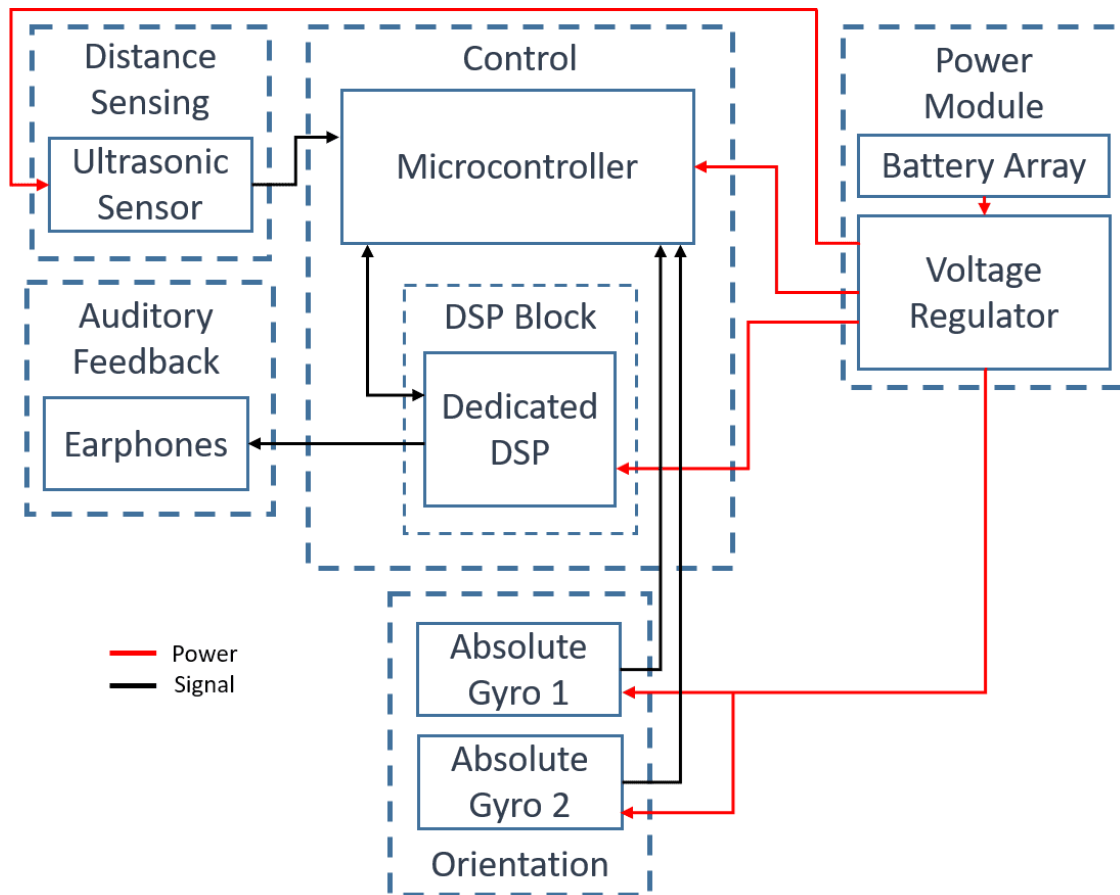 Distance
Sensing
Ultrasonic
Sensor
Auditory
Feedback
Earphones
Control
Microcontroller
DSP Block
Dedicated
DSP
Power
Module
Battery Array
Voltage
Regulator
Power
Signal
Absolute
Gyro 1
Absolute
Gyro 2
Orientation